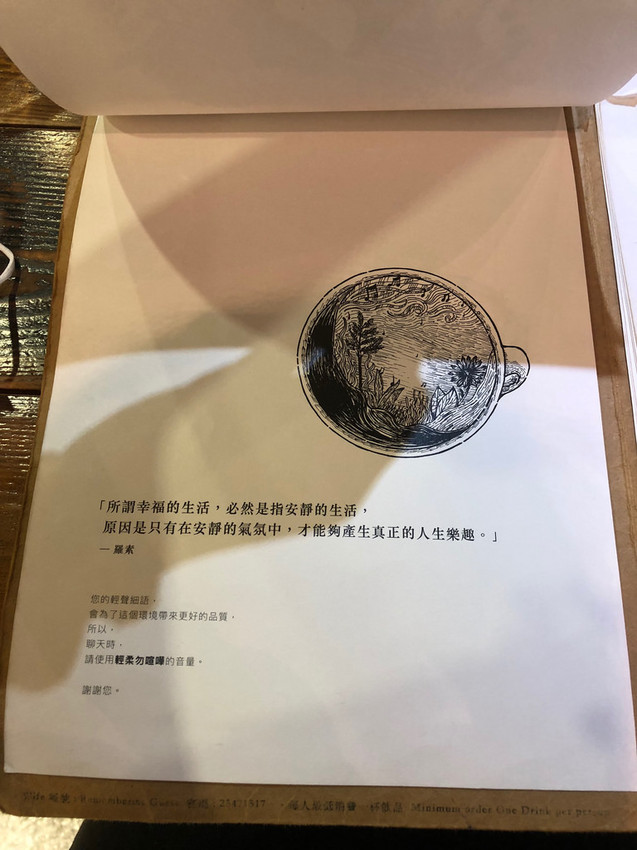 「所謂幸福的生活，必然是指安靜的生活，
原因是只有在安靜的氣氛中，才能夠產生真正的人生樂趣。」
— 羅素
您的輕聲細語，
會為了這個環境帶來更好的品質，
所以，
聊天時，
請使用輕柔勿喧嘩的音量。
謝謝您。
密碼：25421817 Minimum order One Drink per person